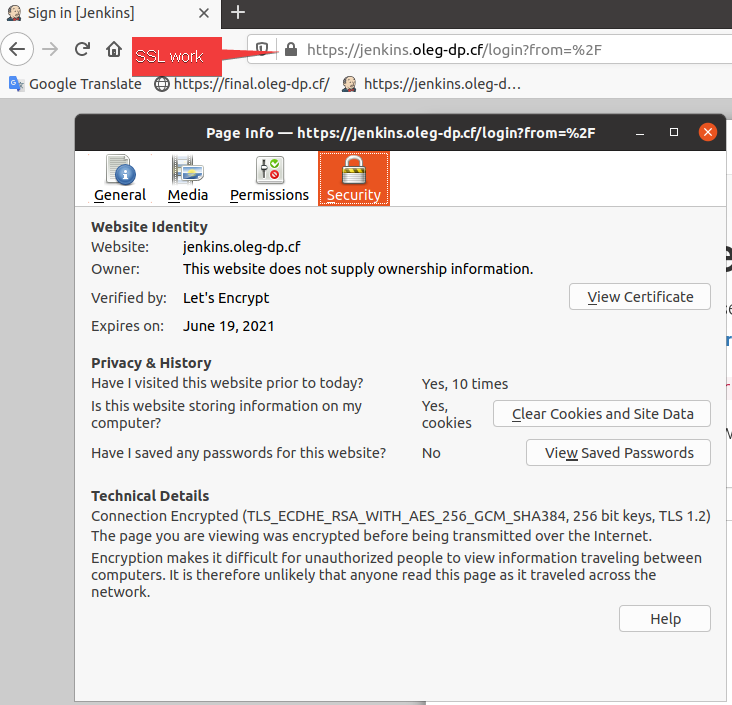 Sign in [Jenkins]
SSL work
https://jenkins.oleg-dp.cf/login?from=%2F
Google Translate
https://final.oleg-dp.cf/
https://jenkins.oleg-d…
Page Info — https://jenkins.oleg-dp.cf/login?from=%2F
General
Media
Permissions
Security
Website Identity
Website: jenkins.oleg-dp.cf
Owner: This website does not supply ownership information.
Verified by: Let's Encrypt
View Certificate
Expires on: June 19, 2021
Privacy & History
Have I visited this website prior to today? Yes, 10 times
Is this website storing information on my
computer?
Yes,
cookies
Clear Cookies and Site Data
Have I saved any passwords for this website? No
View Saved Passwords
Technical Details
Connection Encrypted (TLS_ECDHE_RSA_WITH_AES_256_GCM_SHA384, 256 bit keys, TLS 1.2)
The page you are viewing was encrypted before being transmitted over the Internet.
Encryption makes it difficult for unauthorized people to view information traveling between
computers. It is therefore unlikely that anyone read this page as it traveled across the
network.
Help